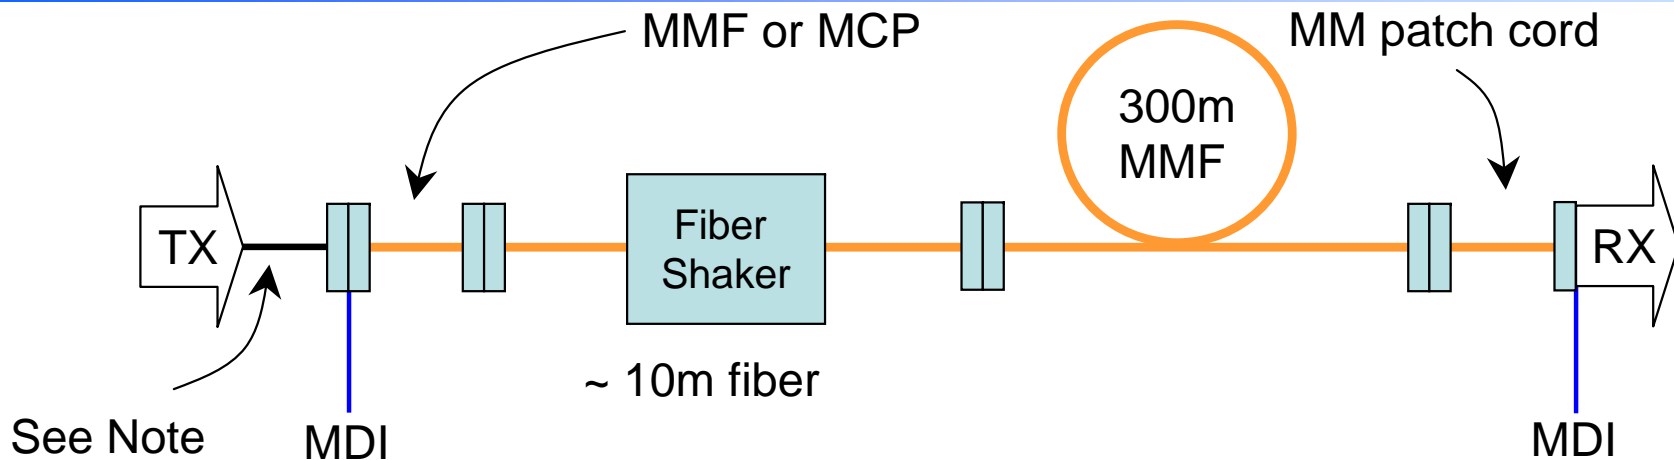 MMF or MCP
MM patch cord
300m
MMF
TX
Fiber
Shaker
RX
~ 10m fiber
See Note
MDI
MDI